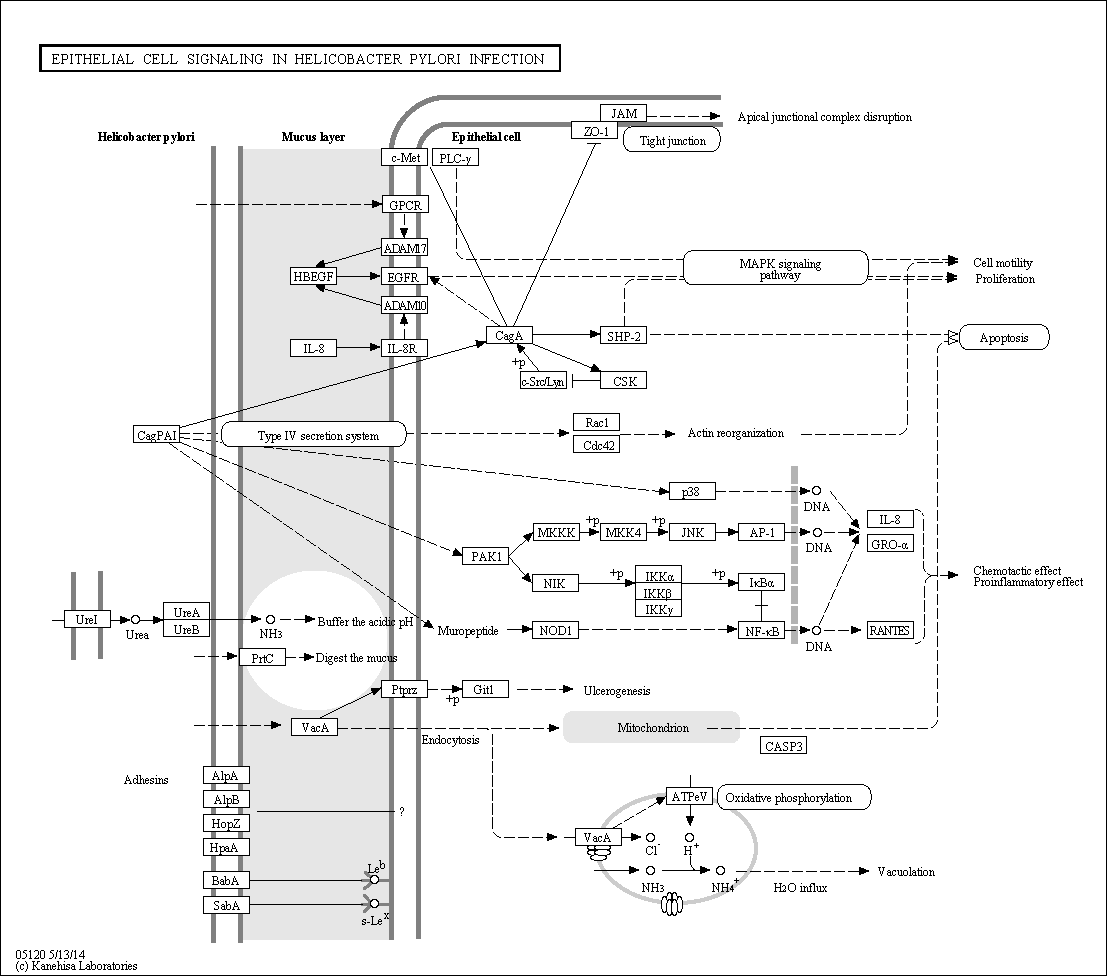 EPITHELIAL CELL SIGNALING IN HELICOBACTER PYLORI INFECTION
JAM
Apical junctional complex disruption
Helicobacter pylori
Mucus layer
Epithelial cell
ZO-1
Tight junction
c-Met
PLC-γ
GPCR
ADAM17
HBEGF
EGFR
MAPK signaling
pathway
Cell motility
Proliferation
ADAM10
CagA
SHP-2
Apoptosis
IL-8
IL-8R
+p
c-Src/Lyn
CSK
CagPAI
Type IV secretion system
Rac1
Cdc42
Actin reorganization
p38
DNA
+p
+p
MKKK
MKK4
JNK
AP-1
DNA
IL-8
GRO-α
PAK1
NIK
+p
IKKα
IKKβ
IKKγ
+p
IκBα
Chemotactic effect
Proinflammatory effect
UreI
Urea
UreA
UreB
NH3
Buffer the acidic pH
Muropeptide
NOD1
NF-κB
DNA
RANTES
PrtC
Digest the mucus
Ptprz
+p
Git1
Ulcerogenesis
VacA
Endocytosis
Mitochondrion
CASP3
Adhesins
AlpA
AlpB
HopZ
HpaA
BabA
SabA
?
Le b
s-Le x
ATPeV
Oxidative phosphorylation
VacA
Cl-
H+
NH3
NH4+
H2O influx
Vacuolation
05120 5/13/14
(c) Kanehisa Laboratories